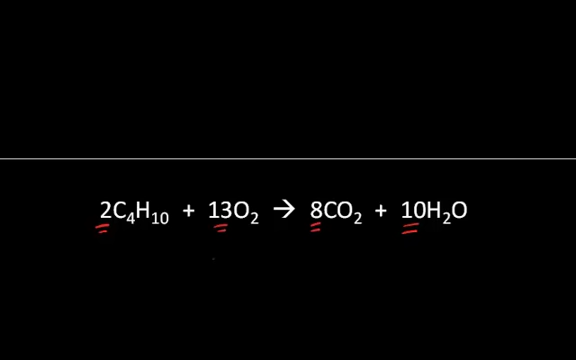 2C₄H₁₀ + 13O₂ → 8CO₂ + 10H₂O